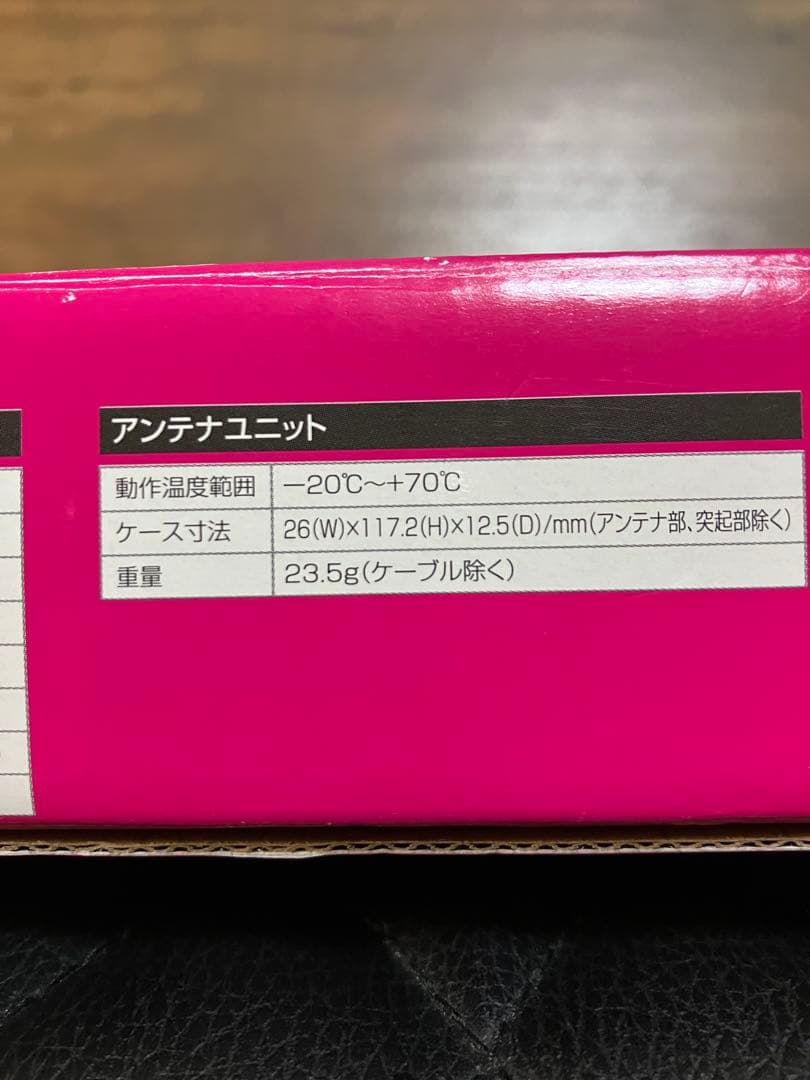 アンテナユニット
動作温度範囲 －20℃～+70℃
ケース寸法 26(W)×117.2(H)×12.5(D)/mm(アンテナ部、突起部除く)
重量 23.5g(ケーブル除く)